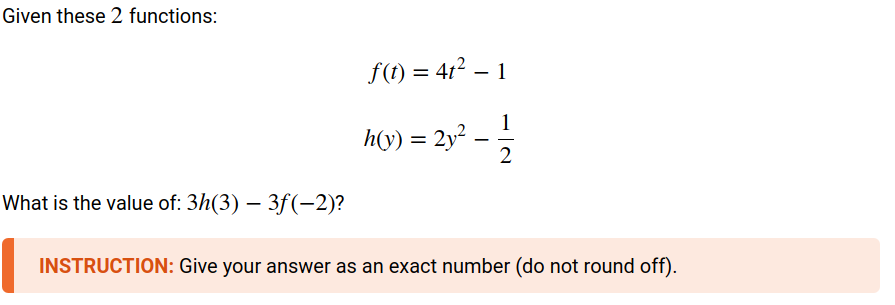 Given these 2 functions:
f(t) = 4t² − 1
h(y) = 2y² − 1/2
What is the value of: 3h(3) − 3f(−2)?
INSTRUCTION: Give your answer as an exact number (do not round off).